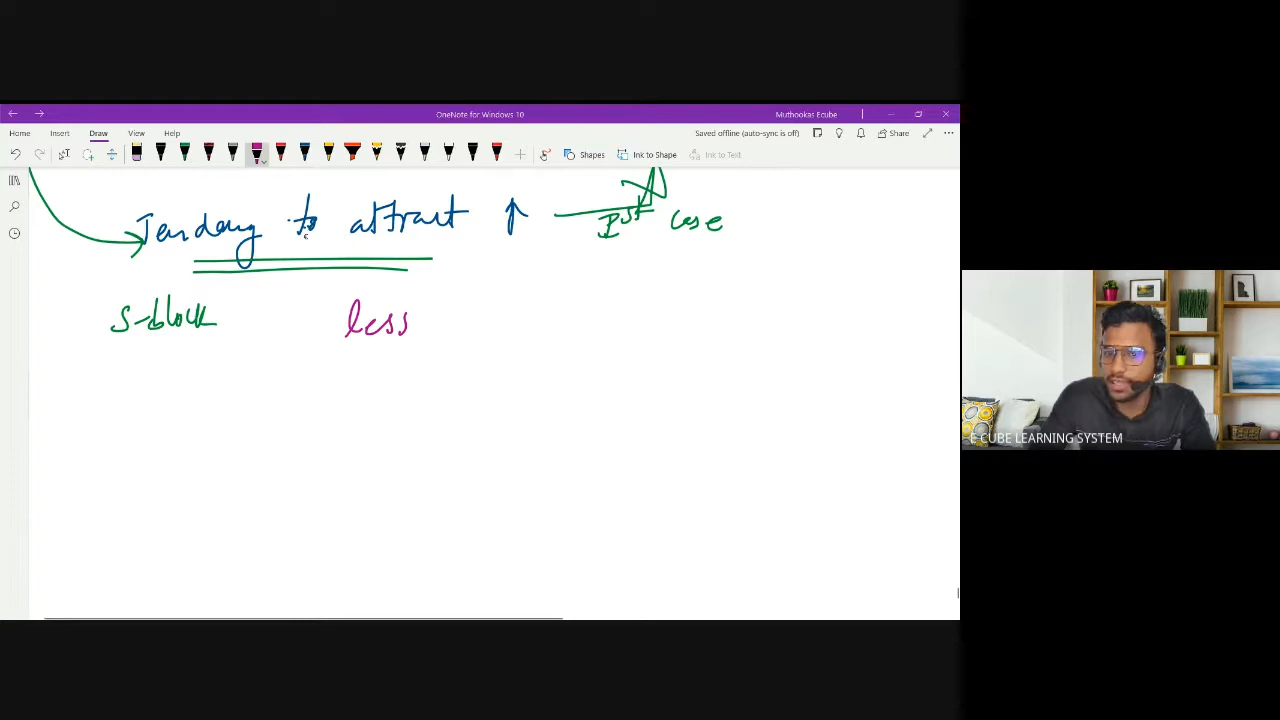 OneNote for Windows 10
Muthookas Ecube
Home Insert Draw View Help
Saved offline (auto-sync is off)
Share
Shapes
Ink to Shape
Ink to Text
Tendency to attract ↑
Ist case
s-block less
E CUBE LEARNING SYSTEM